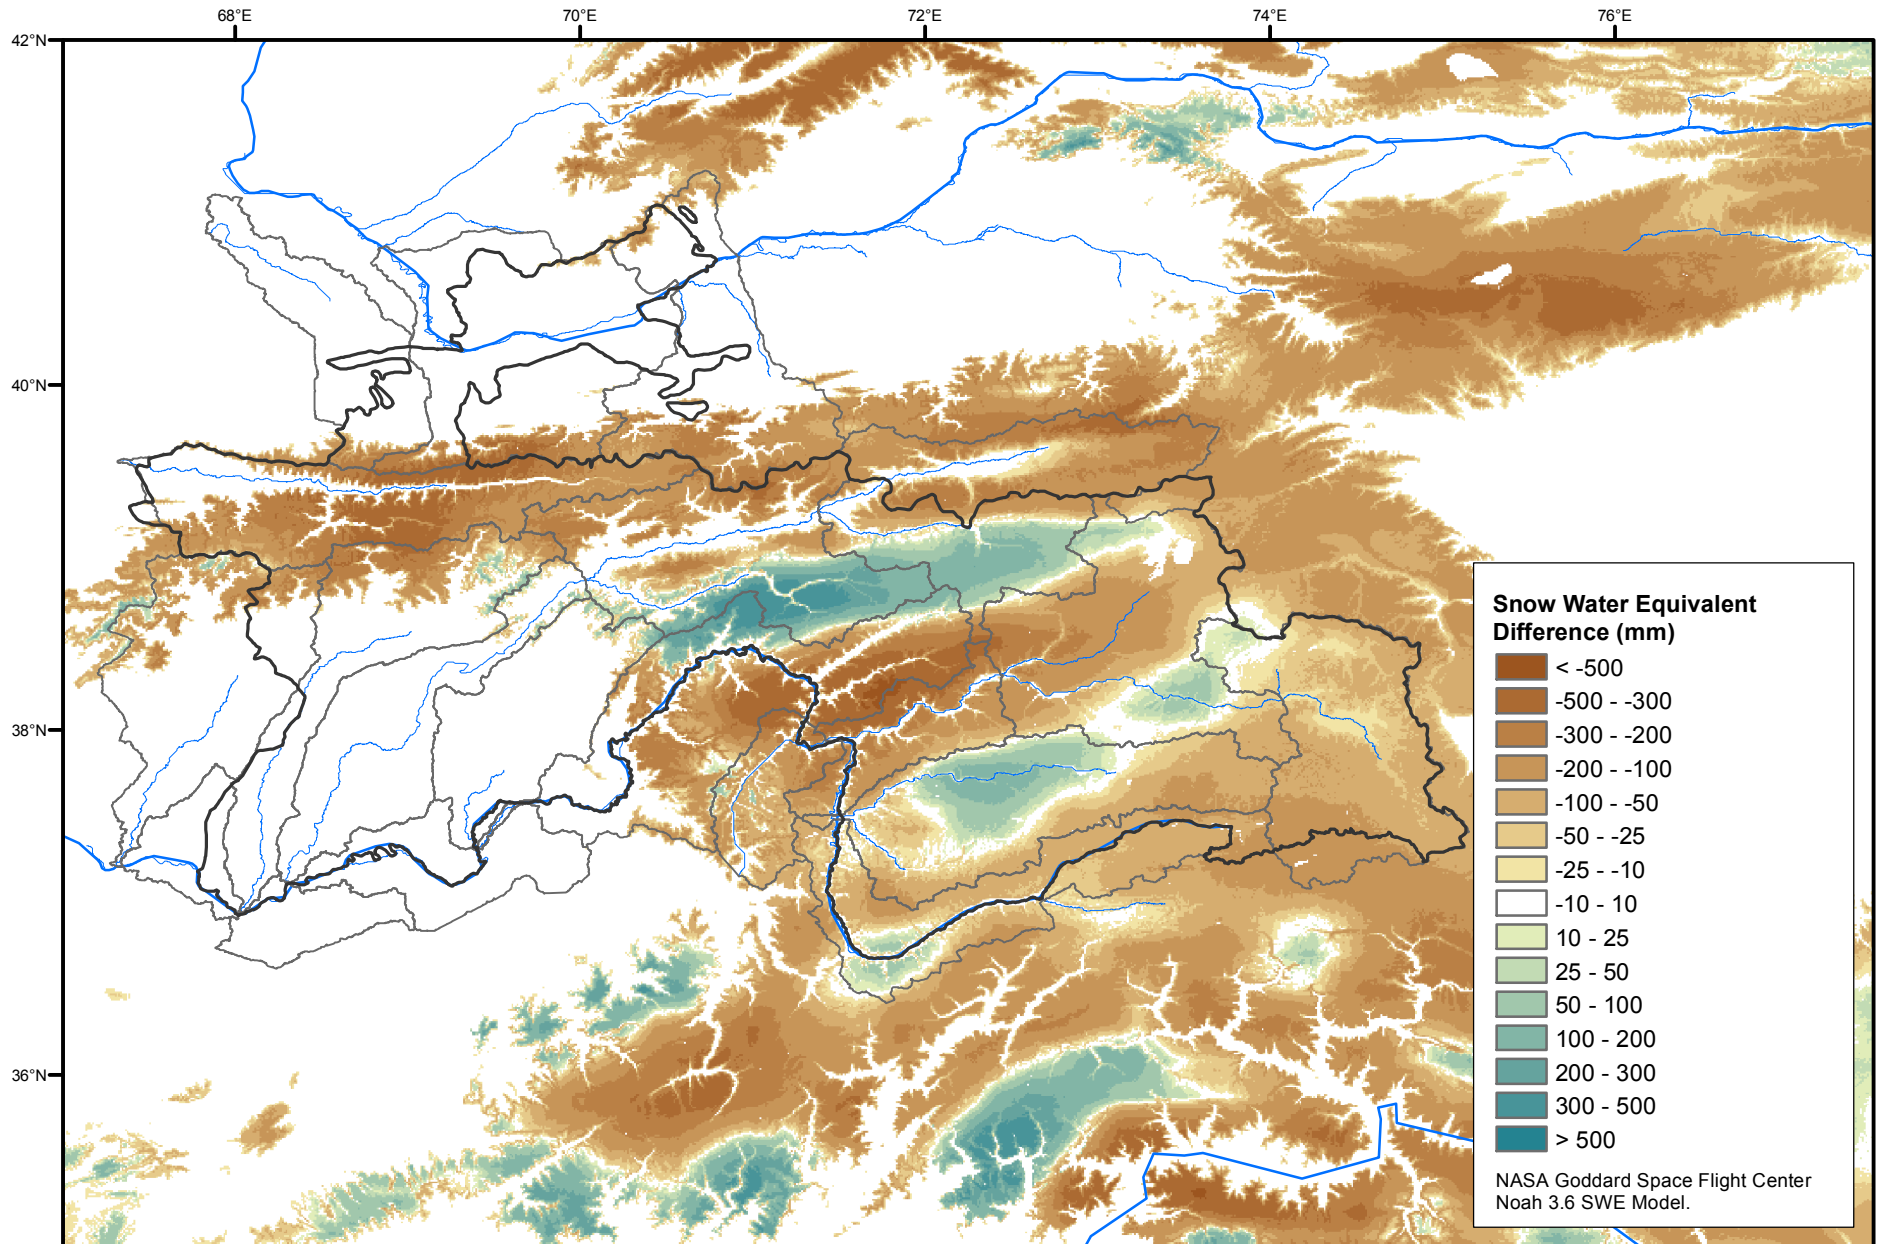 68°E
70°E
72°E
74°E
76°E
42°N
40°N
38°N
36°N
Snow Water Equivalent
Difference (mm)
< -500
-500 - -300
-300 - -200
-200 - -100
-100 - -50
-50 - -25
-25 - -10
-10 - 10
10 - 25
25 - 50
50 - 100
100 - 200
200 - 300
300 - 500
> 500
NASA Goddard Space Flight Center
Noah 3.6 SWE Model.